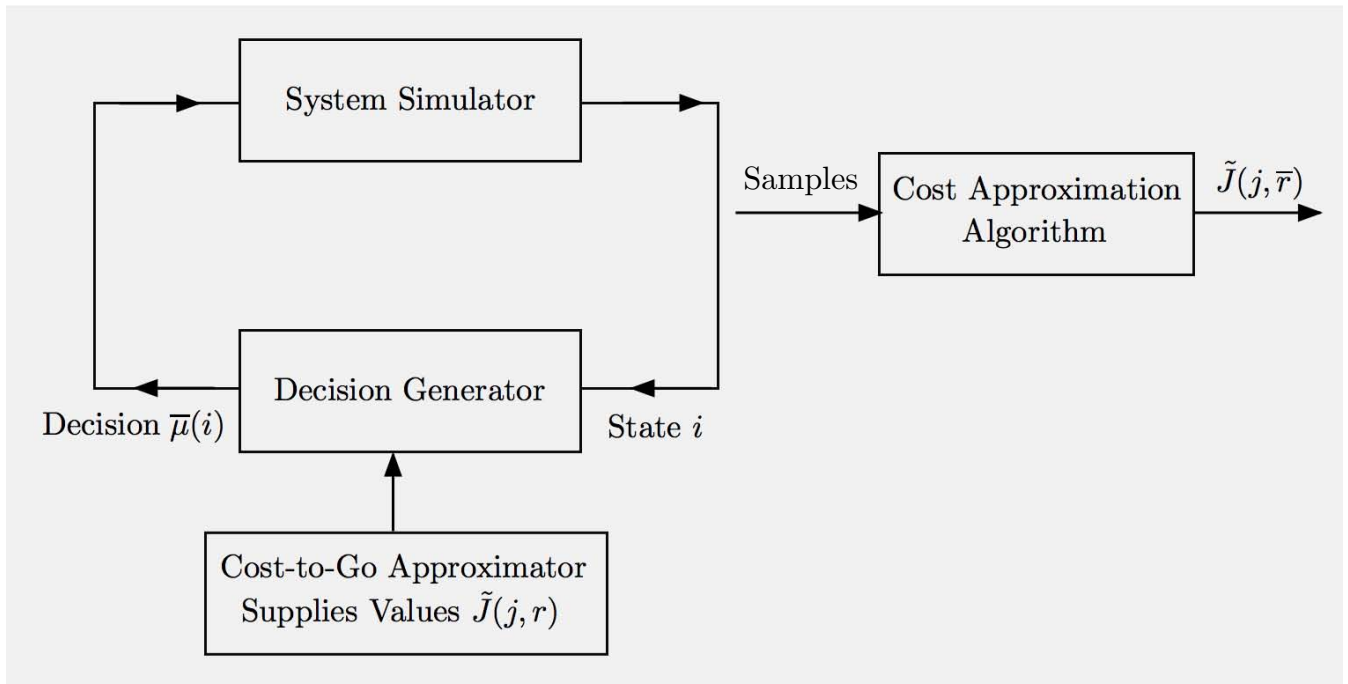 System Simulator
Samples
Cost Approximation
Algorithm
J̃(j, r̅)
Decision Generator
Decision μ̅(i)
State i
Cost-to-Go Approximator
Supplies Values J̃(j, r)